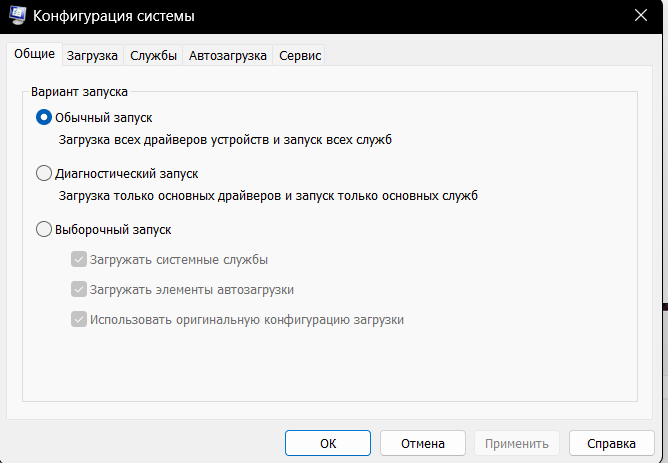 Конфигурация системы
Общие Загрузка Службы Автозагрузка Сервис
Вариант запуска
Обычный запуск
Загрузка всех драйверов устройств и запуск всех служб
Диагностический запуск
Загрузка только основных драйверов и запуск только основных служб
Выборочный запуск
Загружать системные службы
Загружать элементы автозагрузки
Использовать оригинальную конфигурацию загрузки
ОК Отмена Применить Справка